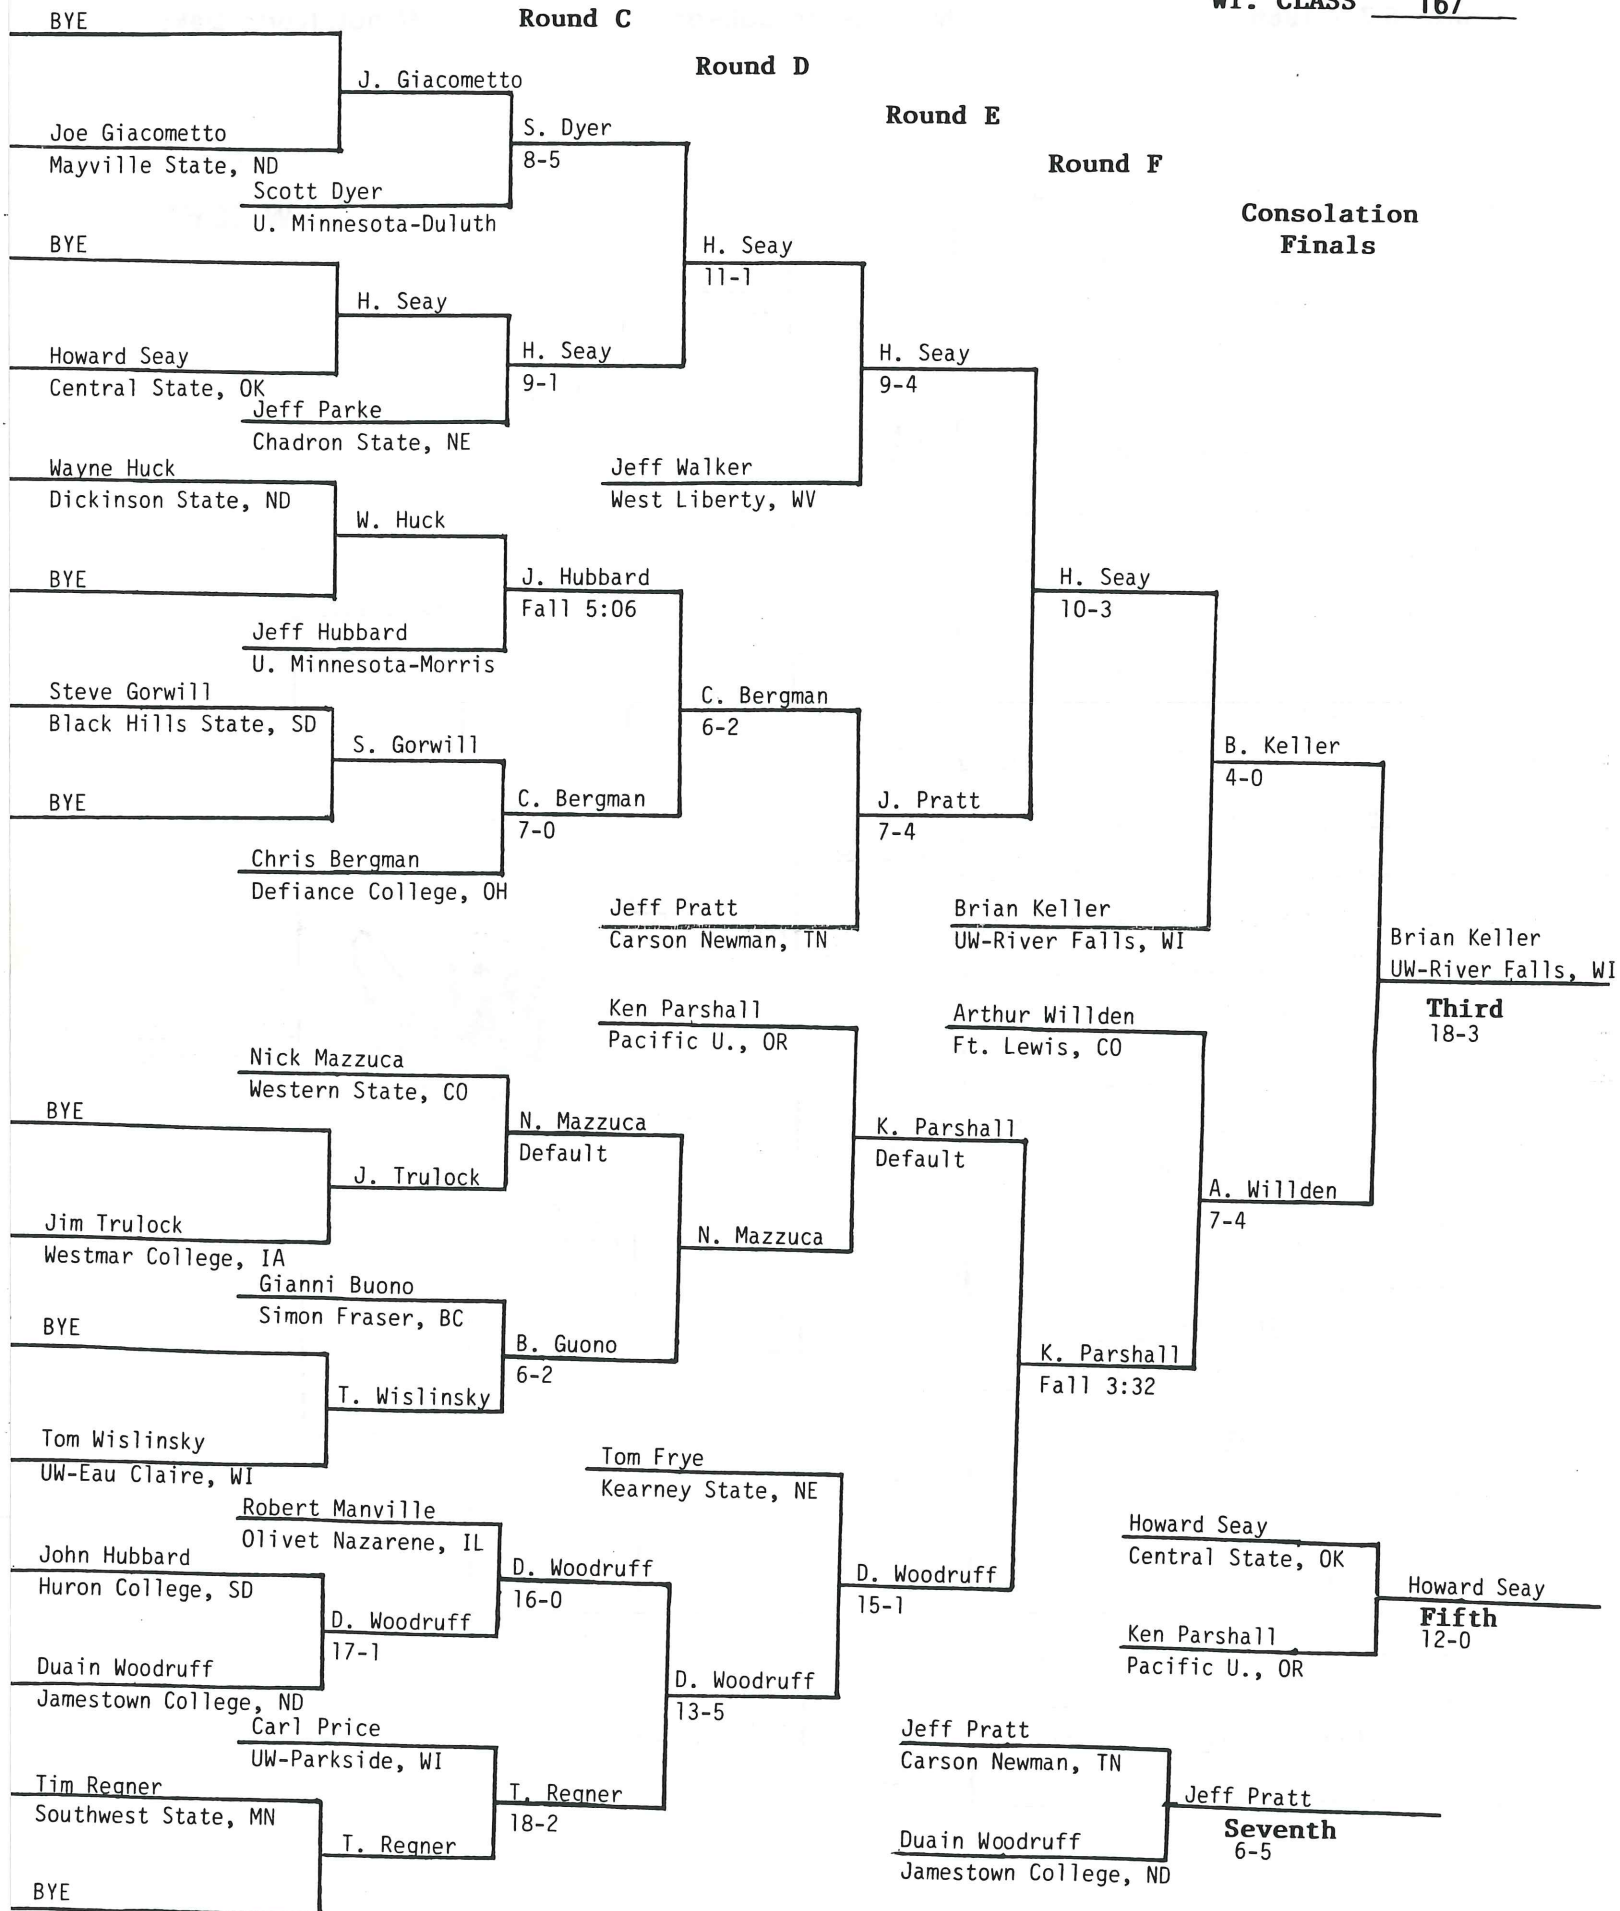 WT. CLASS 167
BYE
Round C
Round D
Round E
Round F
Consolation
Finals
J. Giacometto
Joe Giacometto
Mayville State, ND
S. Dyer
8-5
Scott Dyer
U. Minnesota-Duluth
BYE
H. Seay
11-1
H. Seay
Howard Seay
Central State, OK
H. Seay
9-1
H. Seay
9-4
Jeff Parke
Chadron State, NE
Wayne Huck
Dickinson State, ND
Jeff Walker
West Liberty, WV
W. Huck
BYE
J. Hubbard
Fall 5:06
H. Seay
10-3
Jeff Hubbard
U. Minnesota-Morris
Steve Gorwill
Black Hills State, SD
C. Bergman
6-2
S. Gorwill
B. Keller
4-0
BYE
C. Bergman
7-0
J. Pratt
7-4
Chris Bergman
Defiance College, OH
Jeff Pratt
Carson Newman, TN
Brian Keller
UW-River Falls, WI
Brian Keller
UW-River Falls, WI
Third
18-3
Ken Parshall
Pacific U., OR
Arthur Willden
Ft. Lewis, CO
Nick Mazzuca
Western State, CO
BYE
N. Mazzuca
Default
K. Parshall
Default
J. Trulock
A. Willden
7-4
Jim Trulock
Westmar College, IA
N. Mazzuca
Gianni Buono
Simon Fraser, BC
BYE
B. Guono
6-2
K. Parshall
Fall 3:32
T. Wislinsky
Tom Wislinsky
UW-Eau Claire, WI
Tom Frye
Kearney State, NE
Robert Manville
Olivet Nazarene, IL
Howard Seay
Central State, OK
John Hubbard
Huron College, SD
D. Woodruff
16-0
D. Woodruff
15-1
Howard Seay
Fifth
12-0
D. Woodruff
17-1
Ken Parshall
Pacific U., OR
Duain Woodruff
Jamestown College, ND
D. Woodruff
13-5
Carl Price
UW-Parkside, WI
Jeff Pratt
Carson Newman, TN
Tim Regner
Southwest State, MN
T. Regner
18-2
Jeff Pratt
Seventh
6-5
T. Regner
Duain Woodruff
Jamestown College, ND
BYE